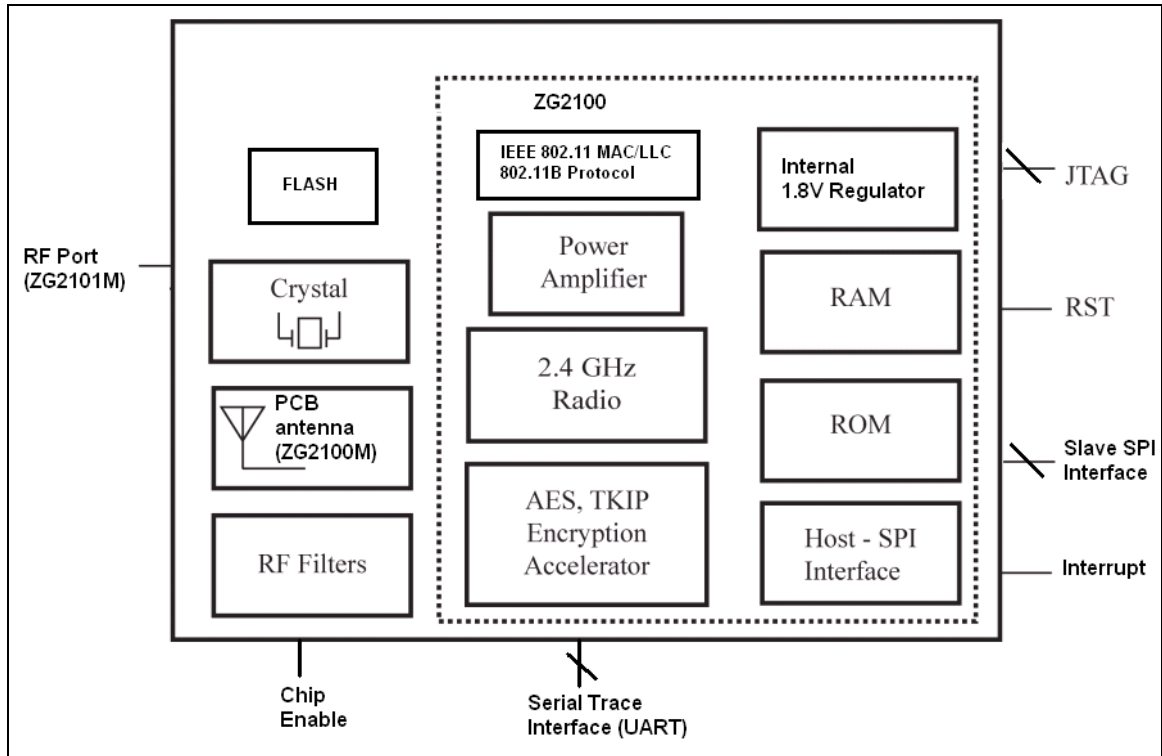 ZG2100
IEEE 802.11 MAC/LLC
802.11B Protocol
Internal
1.8V Regulator
FLASH
JTAG
Power
Amplifier
RF Port
(ZG2101M)
Crystal
RAM
RST
2.4 GHz
Radio
PCB
antenna
(ZG2100M)
ROM
Slave SPI
Interface
AES, TKIP
Encryption
Accelerator
RF Filters
Host - SPI
Interface
Interrupt
Chip
Enable
Serial Trace
Interface (UART)